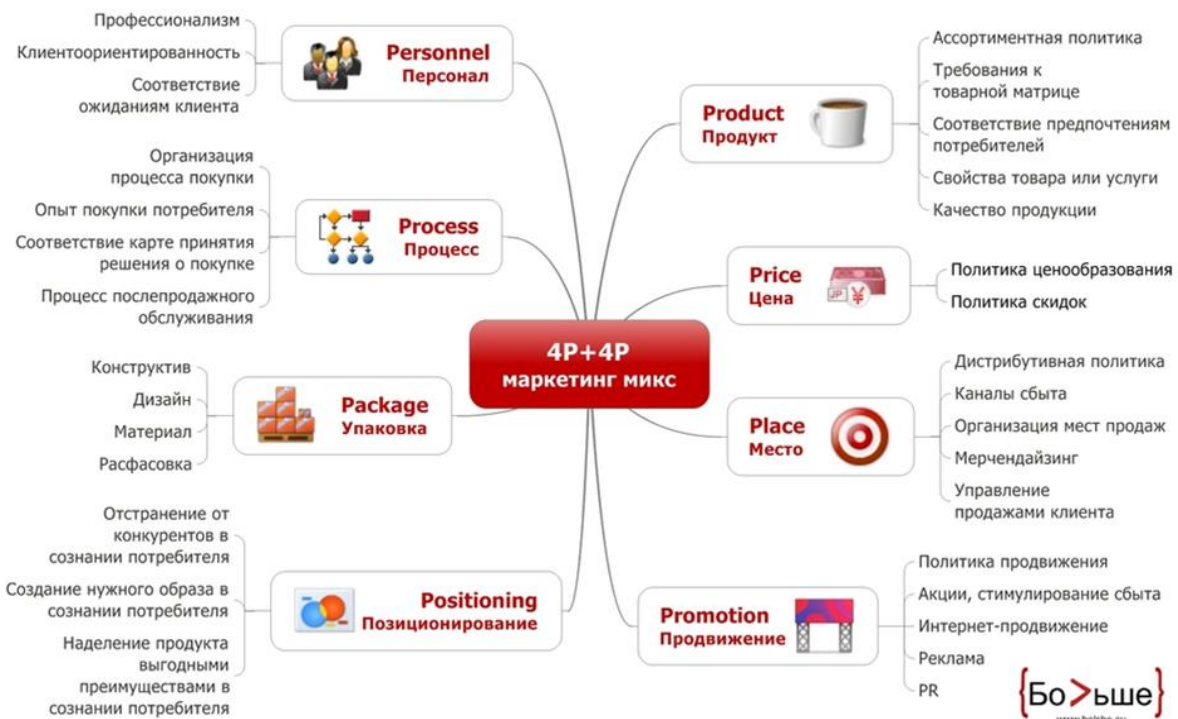 Профессионализм
Клиентоориентированность
Соответствие
ожиданиям клиента
Personnel
Персонал
Организация
процесса покупки
Опыт покупки потребителя
Соответствие карте принятия
решения о покупке
Процесс послепродажного
обслуживания
Process
Процесс
Конструктив
Дизайн
Материал
Расфасовка
Package
Упаковка
Отстранение от
конкурентов в
сознании потребителя
Создание нужного образа в
сознании потребителя
Наделение продукта
выгодными
преимуществами в
сознании потребителя
Positioning
Позиционирование
4P+4P
маркетинг микс
Product
Продукт
Ассортиментная политика
Требования к
товарной матрице
Соответствие предпочтениям
потребителей
Свойства товара или услуги
Качество продукции
Price
Цена
JP ¥
Политика ценообразования
Политика скидок
Place
Место
Дистрибутивная политика
Каналы сбыта
Организация мест продаж
Мерчендайзинг
Управление
продажами клиента
Promotion
Продвижение
Политика продвижения
Акции, стимулирование сбыта
Интернет-продвижение
Реклама
PR
{Бо>ьше}